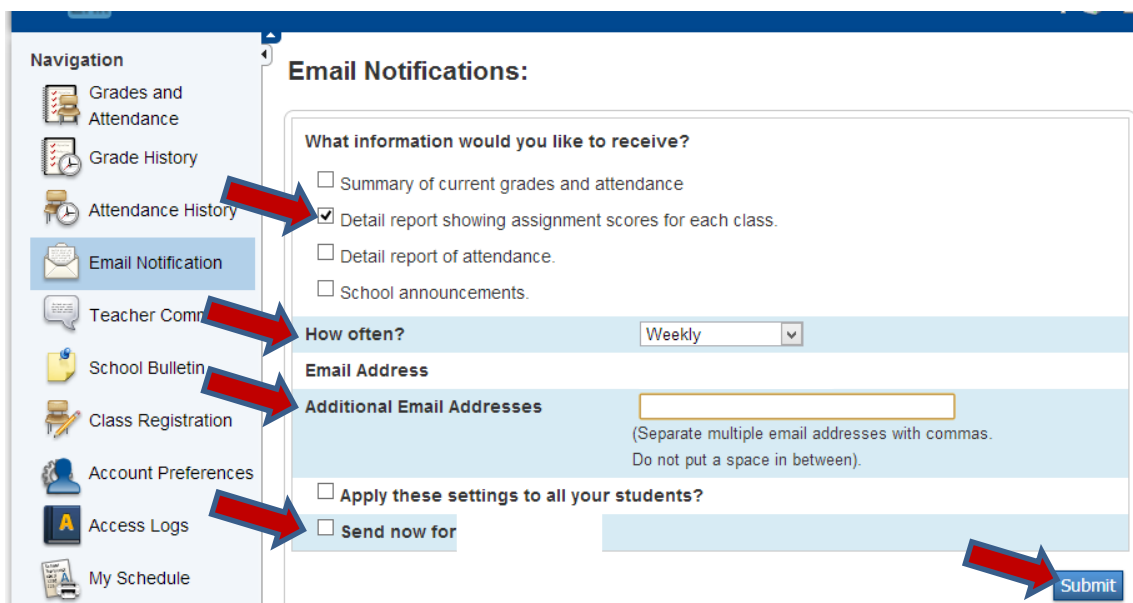 Navigation
Grades and
Attendance
Grade History
Attendance History
Email Notification
Teacher Comm
School Bulletin
Class Registration
Account Preferences
Access Logs
My Schedule
Email Notifications:
What information would you like to receive?
Summary of current grades and attendance
Detail report showing assignment scores for each class.
Detail report of attendance.
School announcements.
How often? Weekly
Email Address
Additional Email Addresses
(Separate multiple email addresses with commas.
Do not put a space in between).
Apply these settings to all your students?
Send now for
Submit